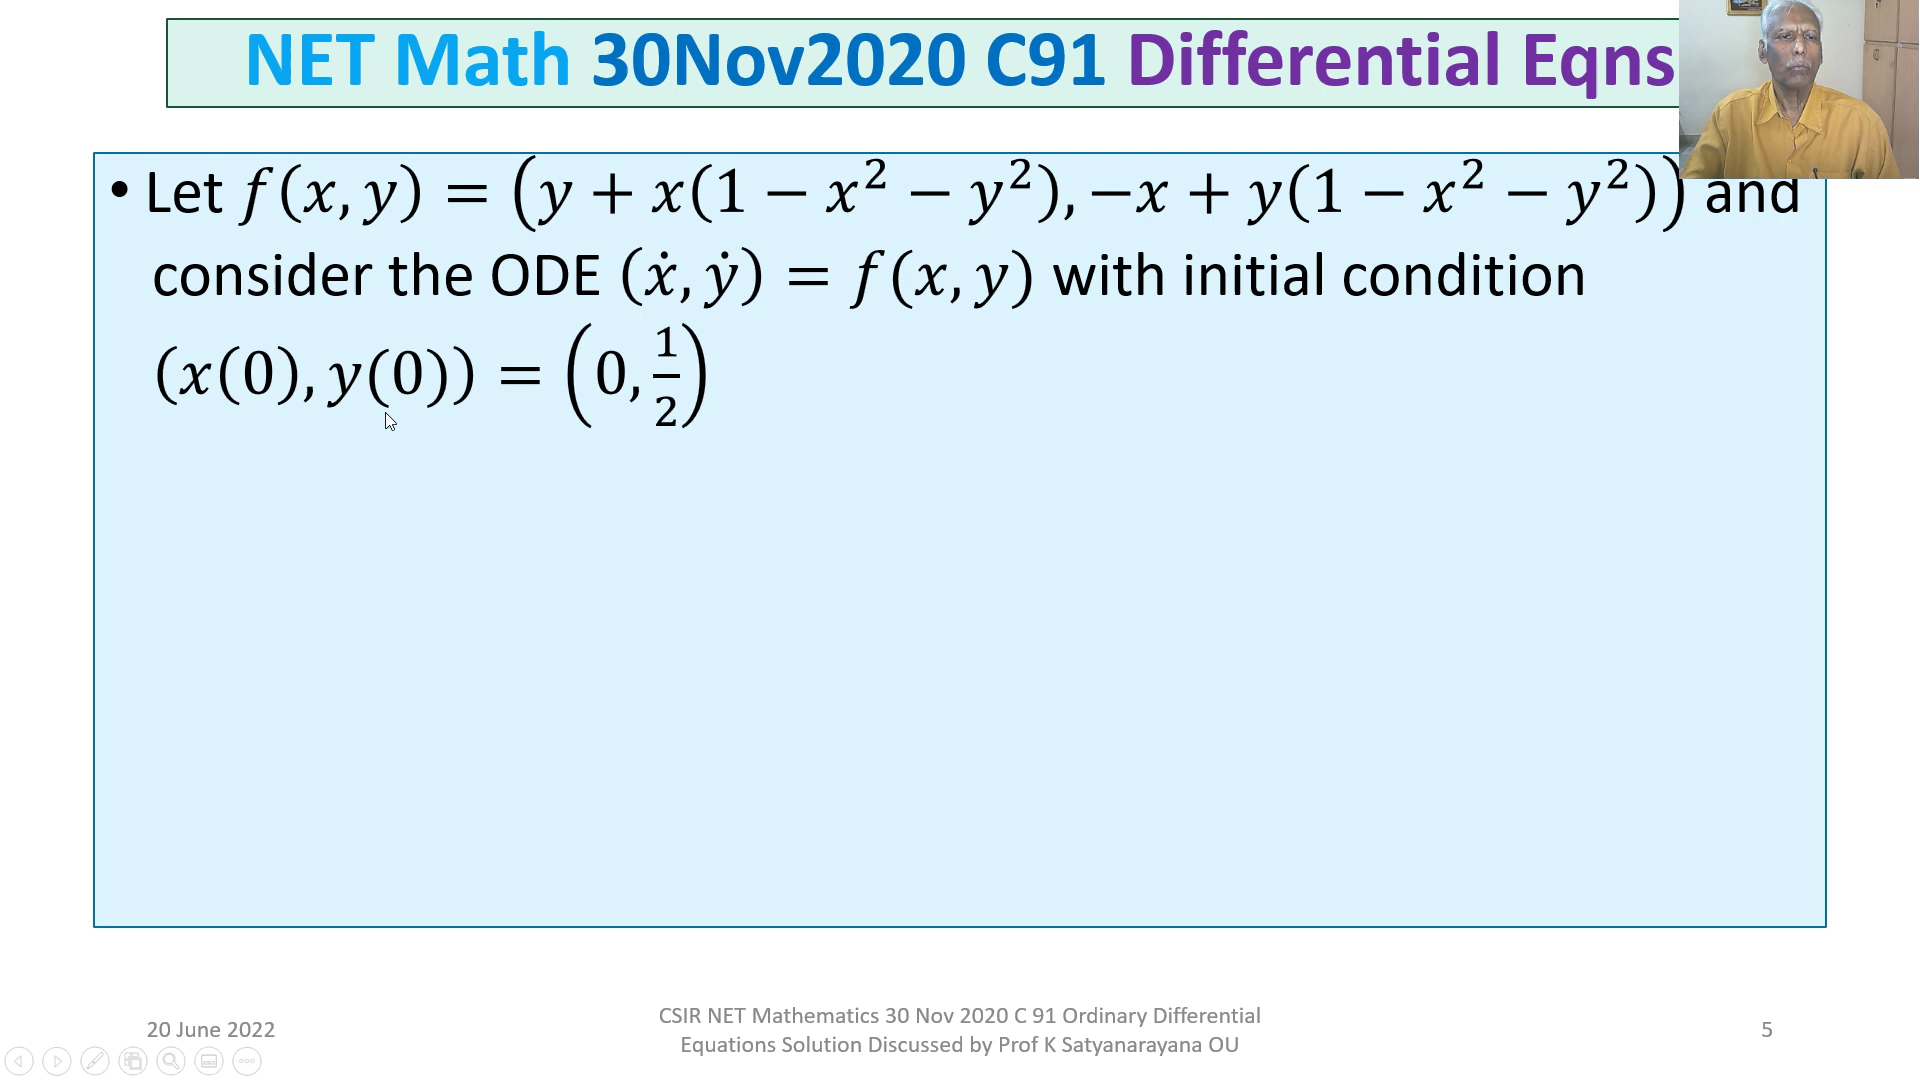 NET Math 30Nov2020 C91 Differential Eqns
• Let f(x, y) = (y + x(1 − x² − y²), −x + y(1 − x² − y²)) and
consider the ODE (ẋ, ẏ) = f(x, y) with initial condition
(x(0), y(0)) = (0, 1/2)
20 June 2022
CSIR NET Mathematics 30 Nov 2020 C 91 Ordinary Differential
Equations Solution Discussed by Prof K Satyanarayana OU
5